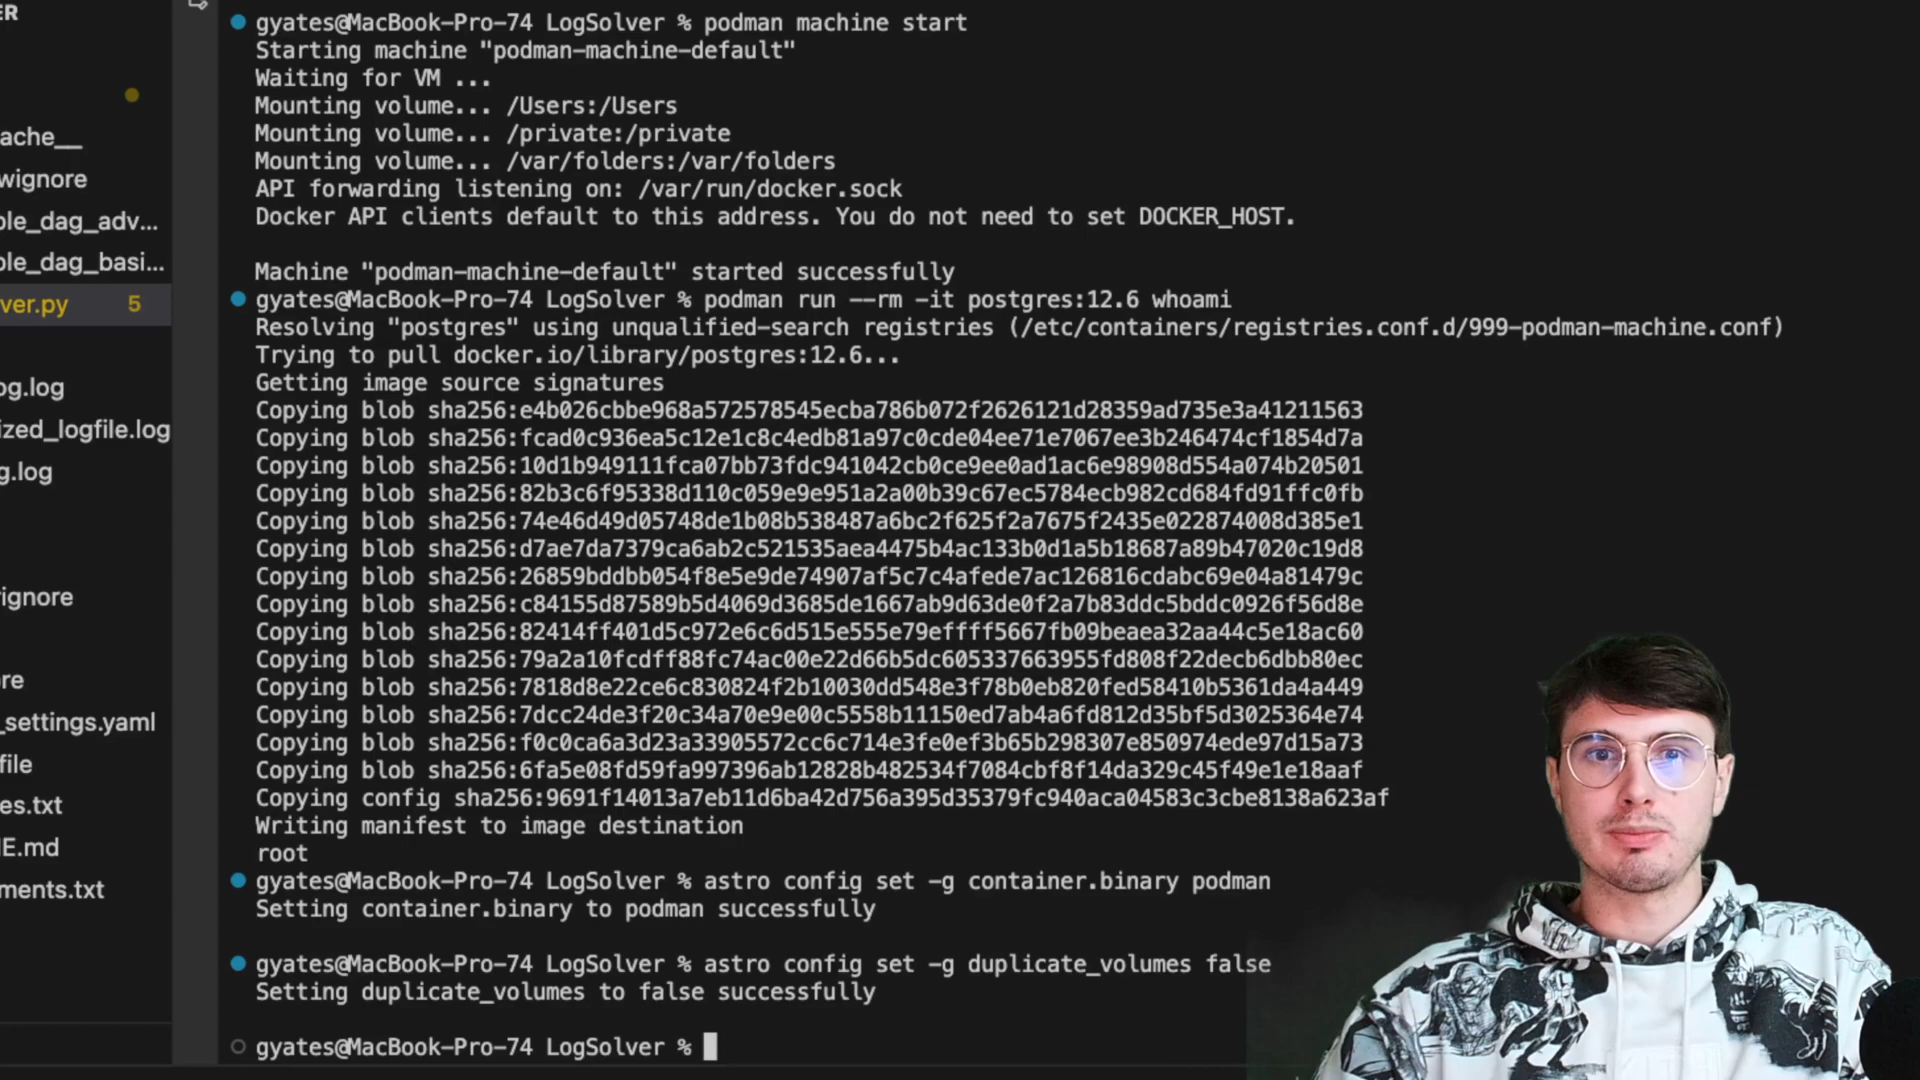 ER
ache__
wignore
ole_dag_adv...
ole_dag_basi...
ver.py 5
og.log
ized_logfile.log
g.log
ignore
re
_settings.yaml
file
es.txt
E.md
ments.txt
gyates@MacBook-Pro-74 LogSolver % podman machine start
Starting machine "podman-machine-default"
Waiting for VM ...
Mounting volume... /Users:/Users
Mounting volume... /private:/private
Mounting volume... /var/folders:/var/folders
API forwarding listening on: /var/run/docker.sock
Docker API clients default to this address. You do not need to set DOCKER_HOST.
Machine "podman-machine-default" started successfully
gyates@MacBook-Pro-74 LogSolver % podman run --rm -it postgres:12.6 whoami
Resolving "postgres" using unqualified-search registries (/etc/containers/registries.conf.d/999-podman-machine.conf)
Trying to pull docker.io/library/postgres:12.6...
Getting image source signatures
Copying blob sha256:e4b026cbbe968a572578545ecba786b072f2626121d28359ad735e3a41211563
Copying blob sha256:fcad0c936ea5c12e1c8c4edb81a97c0cde04ee71e7067ee3b246474cf1854d7a
Copying blob sha256:10d1b949111fca07bb73fdc941042cb0ce9ee0ad1ac6e98908d554a074b20501
Copying blob sha256:82b3c6f95338d110c059e9e951a2a00b39c67ec5784ecb982cd684fd91ffc0fb
Copying blob sha256:74e46d49d05748de1b08b538487a6bc2f625f2a7675f2435e022874008d385e1
Copying blob sha256:d7ae7da7379ca6ab2c521535aea4475b4ac133b0d1a5b18687a89b47020c19d8
Copying blob sha256:26859bddbb054f8e5e9de74907af5c7c4afede7ac126816cdabc69e04a81479c
Copying blob sha256:c84155d87589b5d4069d3685de1667ab9d63de0f2a7b83ddc5bddc0926f56d8e
Copying blob sha256:82414ff401d5c972e6c6d515e555e79effff5667fb09beaea32aa44c5e18ac60
Copying blob sha256:79a2a10fcdff88fc74ac00e22d66b5dc605337663955fd808f22decb6dbb80ec
Copying blob sha256:7818d8e22ce6c830824f2b10030dd548e3f78b0eb820fed58410b5361da4a449
Copying blob sha256:7dcc24de3f20c34a70e9e00c5558b11150ed7ab4a6fd812d35bf5d3025364e74
Copying blob sha256:f0c0ca6a3d23a33905572cc6c714e3fe0ef3b65b298307e850974ede97d15a73
Copying blob sha256:6fa5e08fd59fa997396ab12828b482534f7084cbf8f14da329c45f49e1e18aaf
Copying config sha256:9691f14013a7eb11d6ba42d756a395d35379fc940aca04583c3cbe8138a623af
Writing manifest to image destination
root
gyates@MacBook-Pro-74 LogSolver % astro config set -g container.binary podman
Setting container.binary to podman successfully
gyates@MacBook-Pro-74 LogSolver % astro config set -g duplicate_volumes false
Setting duplicate_volumes to false successfully
gyates@MacBook-Pro-74 LogSolver %